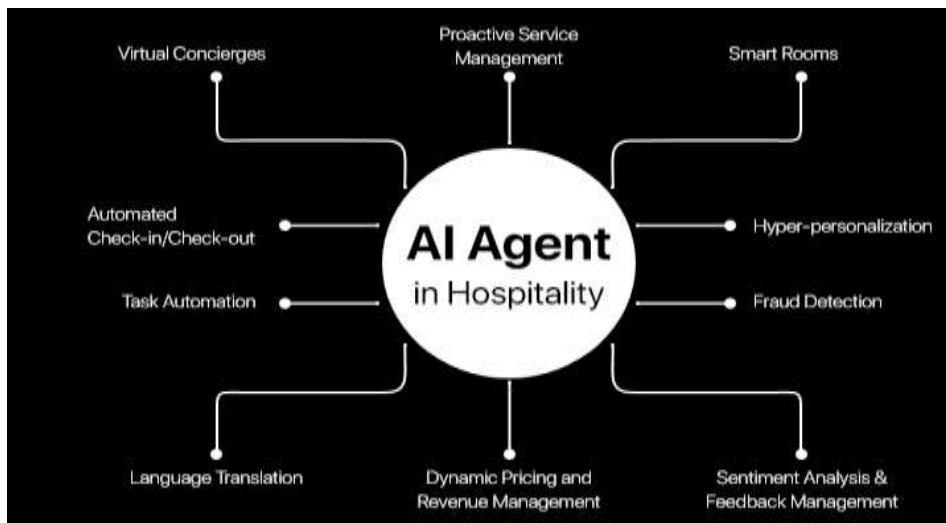 Virtual Concierges
Proactive Service
Management
Smart Rooms
Automated
Check-in/Check-out
AI Agent
in Hospitality
Hyper-personalization
Task Automation
Fraud Detection
Language Translation
Dynamic Pricing and
Revenue Management
Sentiment Analysis &
Feedback Management